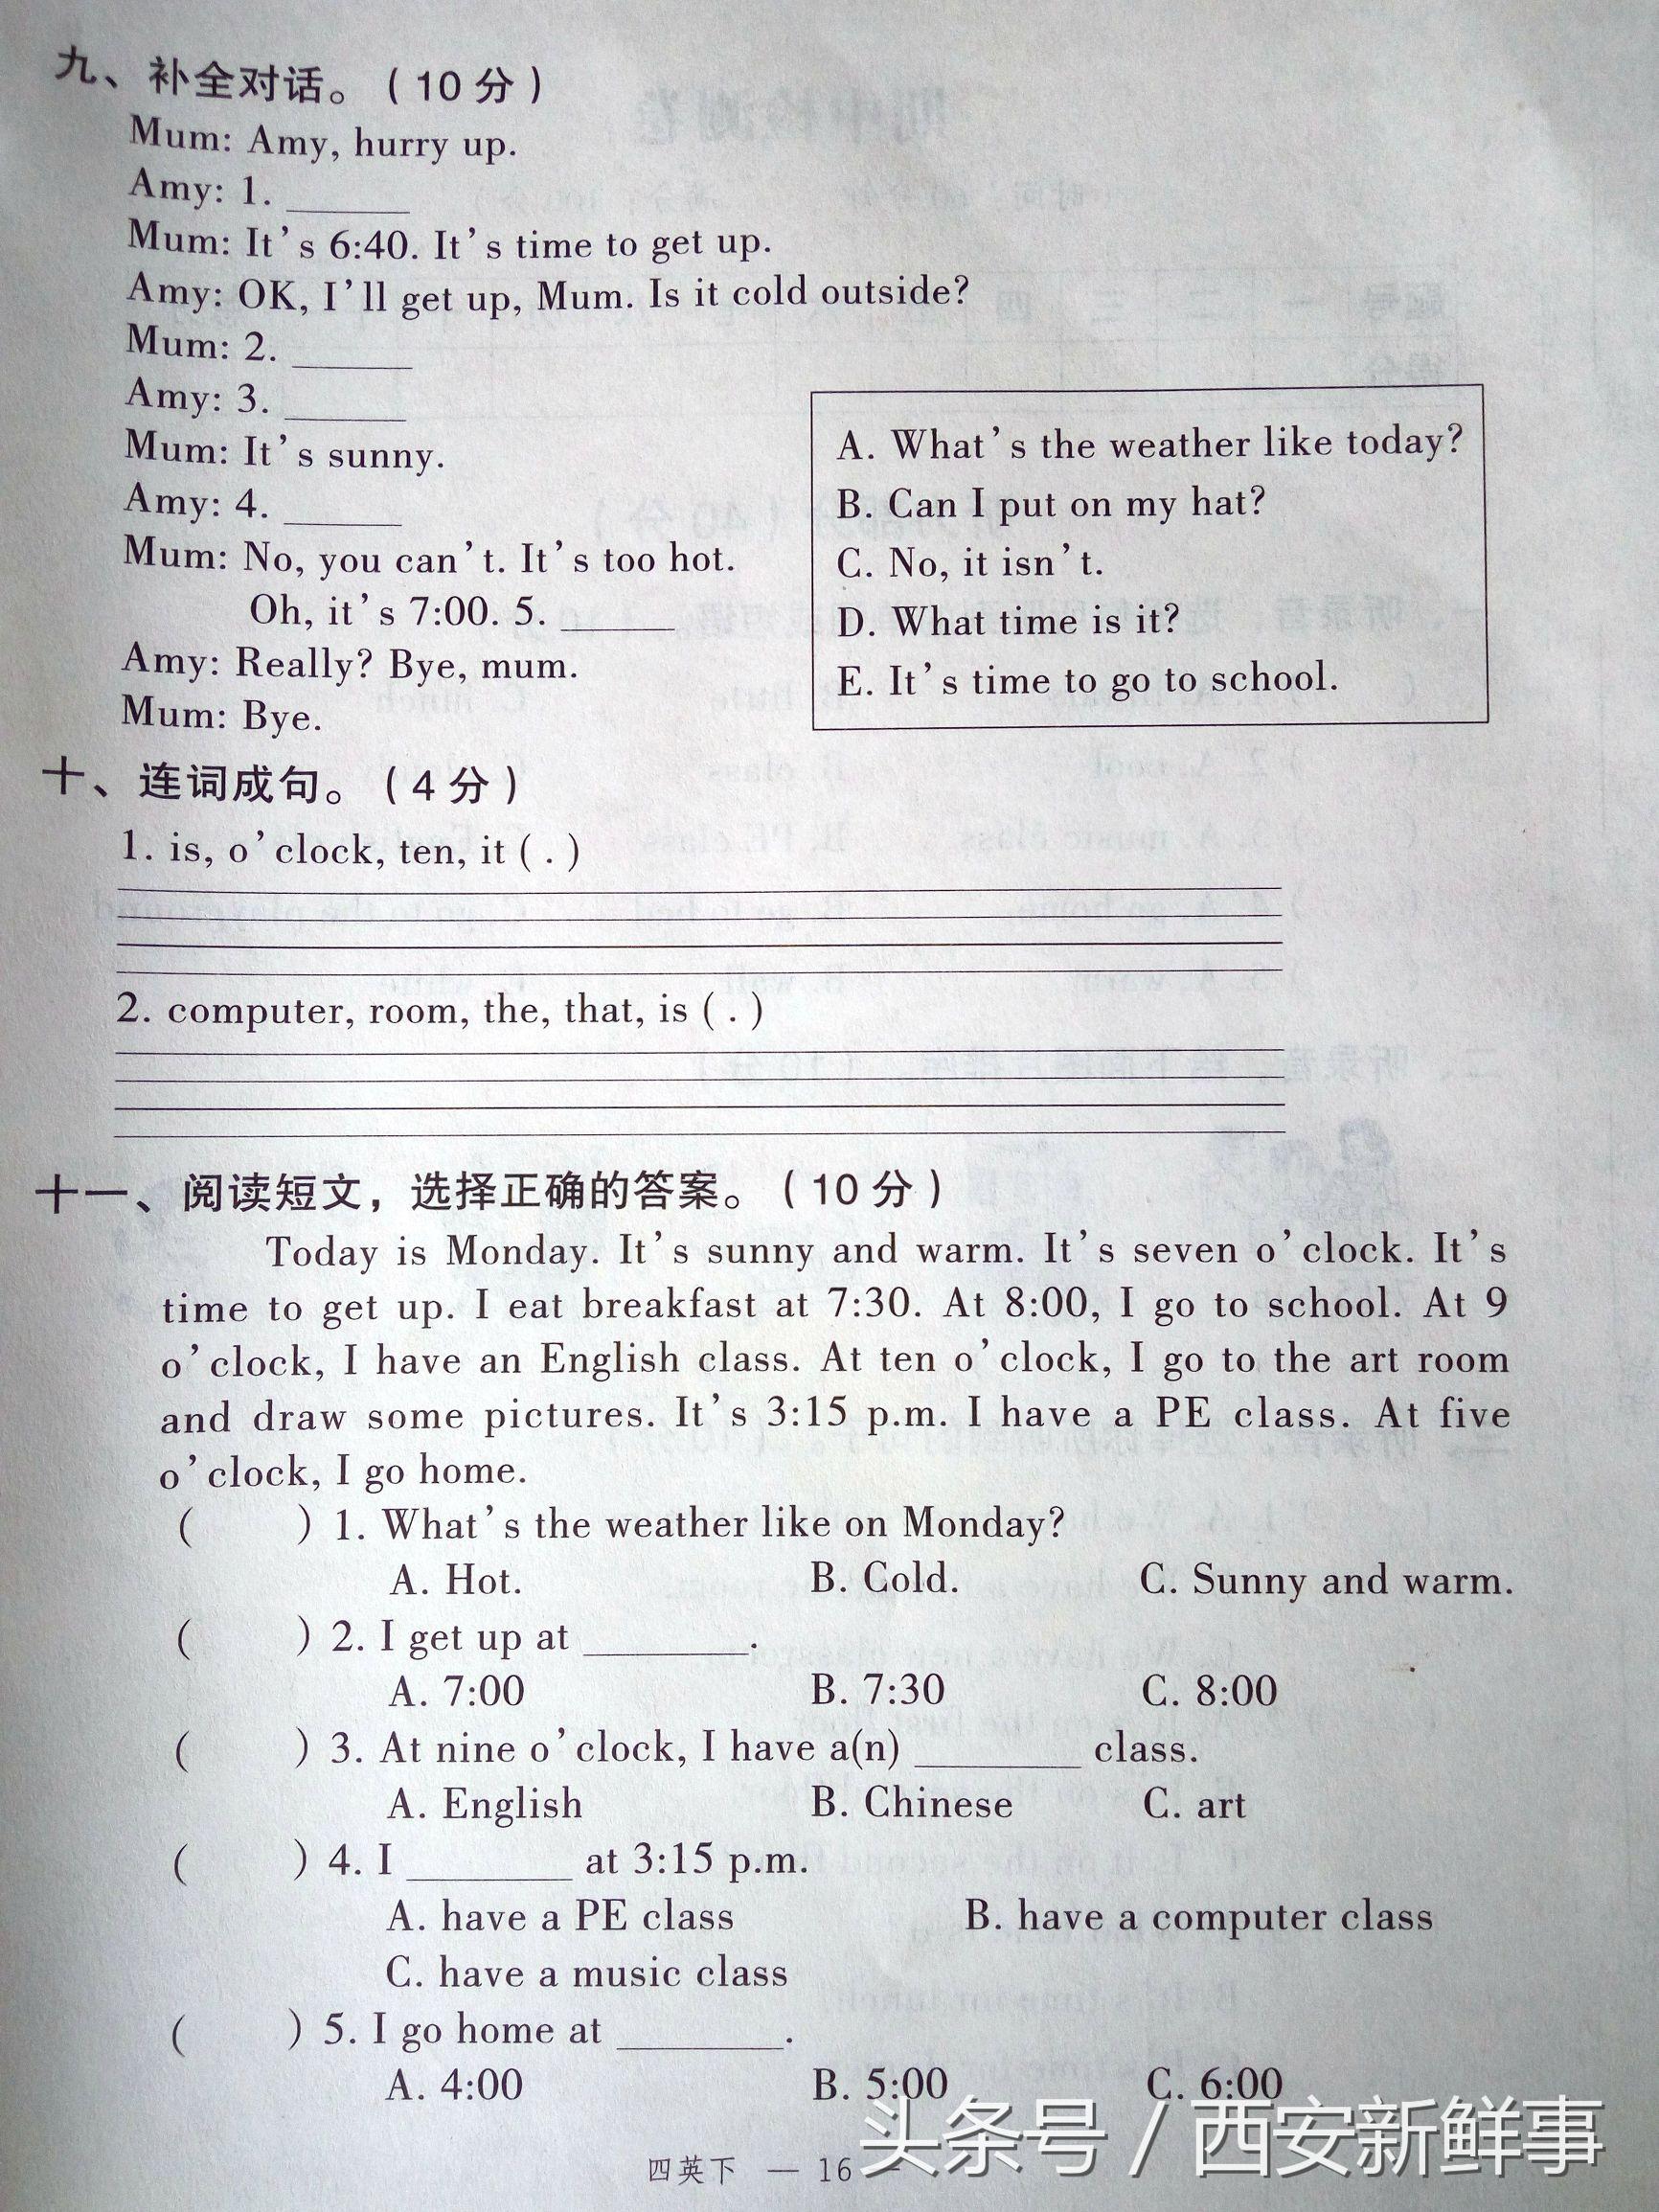 九、补全对话。(10 分)
Mum: Amy, hurry up.
Amy: 1. ______
Mum: It's 6:40. It's time to get up.
Amy: OK, I'll get up, Mum. Is it cold outside?
Mum: 2. ______
Amy: 3. ______
Mum: It's sunny.
Amy: 4. ______
Mum: No, you can't. It's too hot.
Oh, it's 7:00. 5. ______
Amy: Really? Bye, mum.
Mum: Bye.
A. What's the weather like today?
B. Can I put on my hat?
C. No, it isn't.
D. What time is it?
E. It's time to go to school.
十、连词成句。(4 分)
1. is, o'clock, ten, it ( . )
2. computer, room, the, that, is ( . )
十一、阅读短文，选择正确的答案。(10 分)
Today is Monday. It's sunny and warm. It's seven o'clock. It's
time to get up. I eat breakfast at 7:30. At 8:00, I go to school. At 9
o'clock, I have an English class. At ten o'clock, I go to the art room
and draw some pictures. It's 3:15 p.m. I have a PE class. At five
o'clock, I go home.
( ) 1. What's the weather like on Monday?
A. Hot. B. Cold. C. Sunny and warm.
( ) 2. I get up at ________.
A. 7:00 B. 7:30 C. 8:00
( ) 3. At nine o'clock, I have a(n) ________ class.
A. English B. Chinese C. art
( ) 4. I ________ at 3:15 p.m.
A. have a PE class B. have a computer class
C. have a music class
( ) 5. I go home at ________.
A. 4:00 B. 5:00 C. 6:00
头条号 / 西安新鲜事
四英下 — 16 —